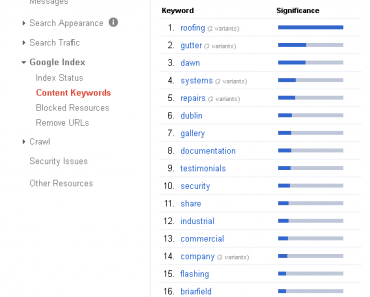 Messages
Search Appearance i
Search Traffic
Google Index
Index Status
Content Keywords
Blocked Resources
Remove URLs
Crawl
Security Issues
Other Resources
Keyword Significance
1. roofing (2 variants)
2. gutter (2 variants)
3. dawn
4. systems (2 variants)
5. repairs (2 variants)
6. dublin
7. gallery
8. documentation
9. testimonials
10. security
11. share
12. industrial
13. commercial
14. company (3 variants)
15. flashing
16. briarfield